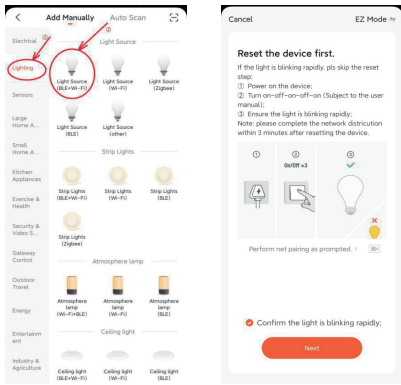 Add Manually Auto Scan
Electrical ①
Lighting
Sensors
Large
Home A...
Small
Home A...
Kitchen
Appliances
Exercise &
Health
Security &
Video S...
Gateway
Control
Outdoor
Travel
Energy
Entertainm
ent
Industry &
Agriculture
②
Light Source
Light Source
(BLE+Wi-Fi)
Light Source
(Wi-Fi)
Light Source
(Zigbee)
Light Source
(BLE)
Light Source
(other)
Strip Lights
Strip Lights
(BLE+Wi-Fi)
Strip Lights
(Wi-Fi)
Strip Lights
(BLE)
Strip Lights
(Zigbee)
Atmosphere lamp
Atmosphere
lamp
(Wi-Fi+BLE)
Atmosphere
lamp
(Wi-Fi)
Atmosphere
lamp
(BLE)
Ceiling light
Ceiling light
(BLE+Wi-Fi)
Ceiling light
(Wi-Fi)
Ceiling light
(BLE)
Cancel EZ Mode
Reset the device first.
If the light is blinking rapidly, pls skip the reset
step:
① Power on the device;
② Turn on-off-on-off-on (Subject to the user
manual);
③ Ensure the light is blinking rapidly;
Note: please complete the network districution
within 3 minutes after resetting the device.
① ② ③
On/Off ×3
Perform net pairing as prompted. >
Confirm the light is blinking rapidly;
Next